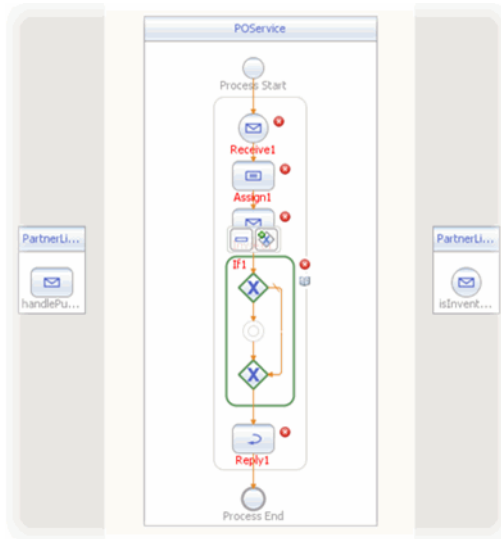 POService
Process Start
Receive1
Assign1
PartnerLi...
handlePu...
PartnerLi...
isInvent...
If1
Reply1
Process End